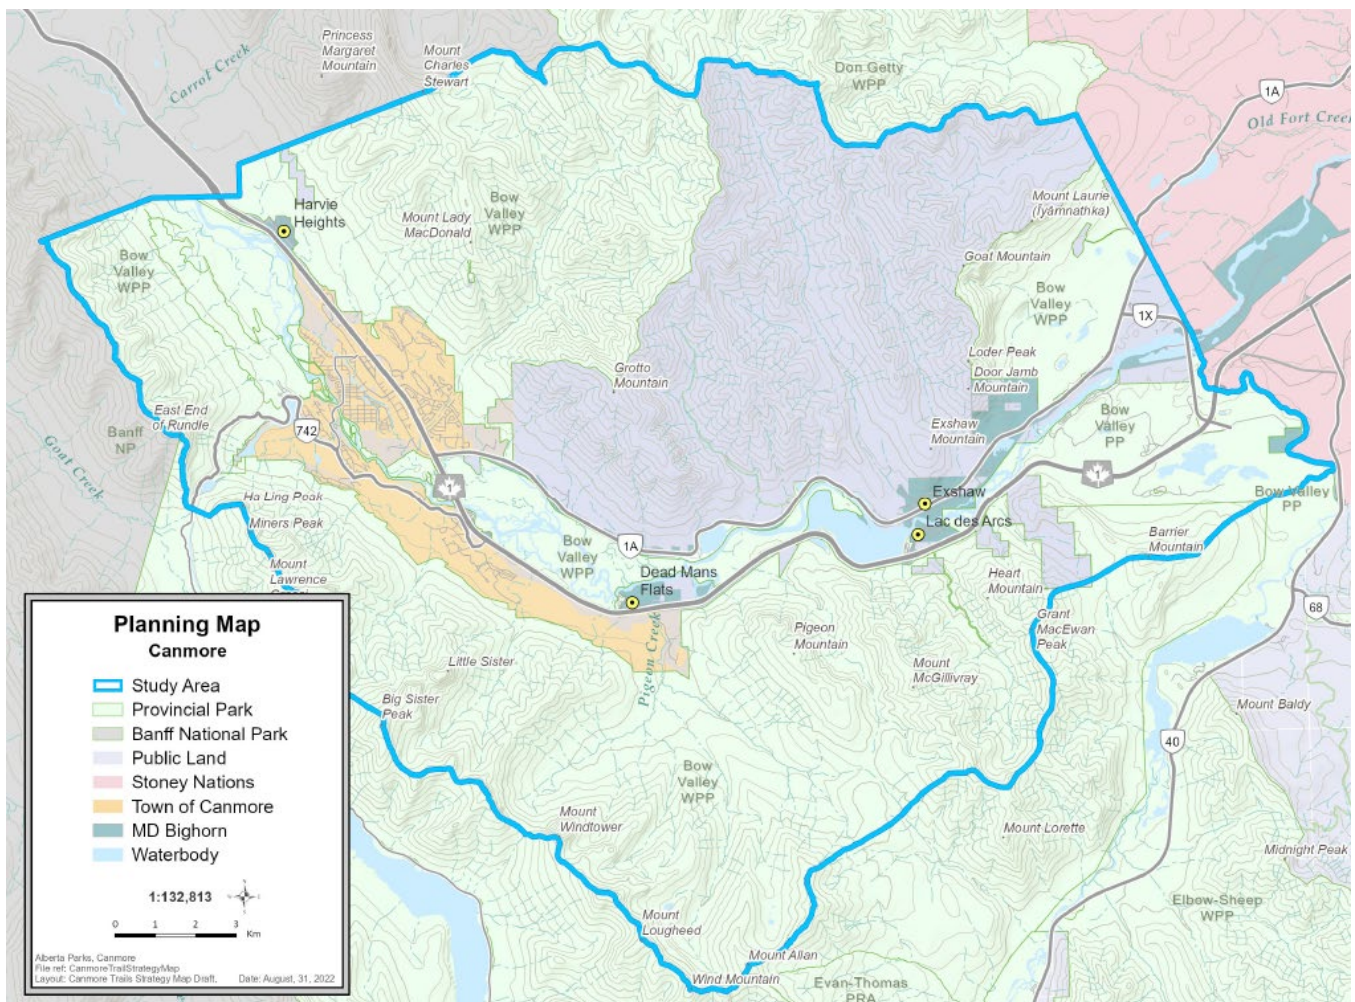 Princess
Margaret
Mountain
Mount
Charles
Stewart
Carrot Creek
Don Getty
WPP
1A
Old Fort Creek
Harvie
Heights
Bow
Valley
WPP
Mount Lady
MacDonald
Mount Laurie
(Îyâmnathka)
Bow
Valley
WPP
Goat Mountain
Bow
Valley
WPP
1X
Grotto
Mountain
Loder Peak
Door Jamb
Mountain
East End
of Rundle
742
Exshaw
Mountain
Bow
Valley
PP
Banff
NP
Goat Creek
1
1
Ha Ling Peak
Miners Peak
Exshaw
Lac des Arcs
Bow Valley
PP
Barrier
Mountain
1A
Bow
Valley
WPP
Mount
Lawrence
Dead Mans
Flats
Heart
Mountain
68
Grant
MacEwan
Peak
Pigeon
Mountain
Pigeon Creek
Little Sister
Mount
McGillivray
Big Sister
Peak
Mount Baldy
40
Bow
Valley
WPP
Mount
Windtower
Mount Lorette
Midnight Peak
Elbow-Sheep
WPP
Mount
Lougheed
Mount Allan
Wind Mountain
Evan-Thomas
PRA
Planning Map
Canmore
Study Area
Provincial Park
Banff National Park
Public Land
Stoney Nations
Town of Canmore
MD Bighorn
Waterbody
1:132,813
0 1 2 3
Km
Alberta Parks, Canmore
File ref: CanmoreTrailStrategyMap
Layout: Canmore Trails Strategy Map Draft. Date: August, 31, 2022